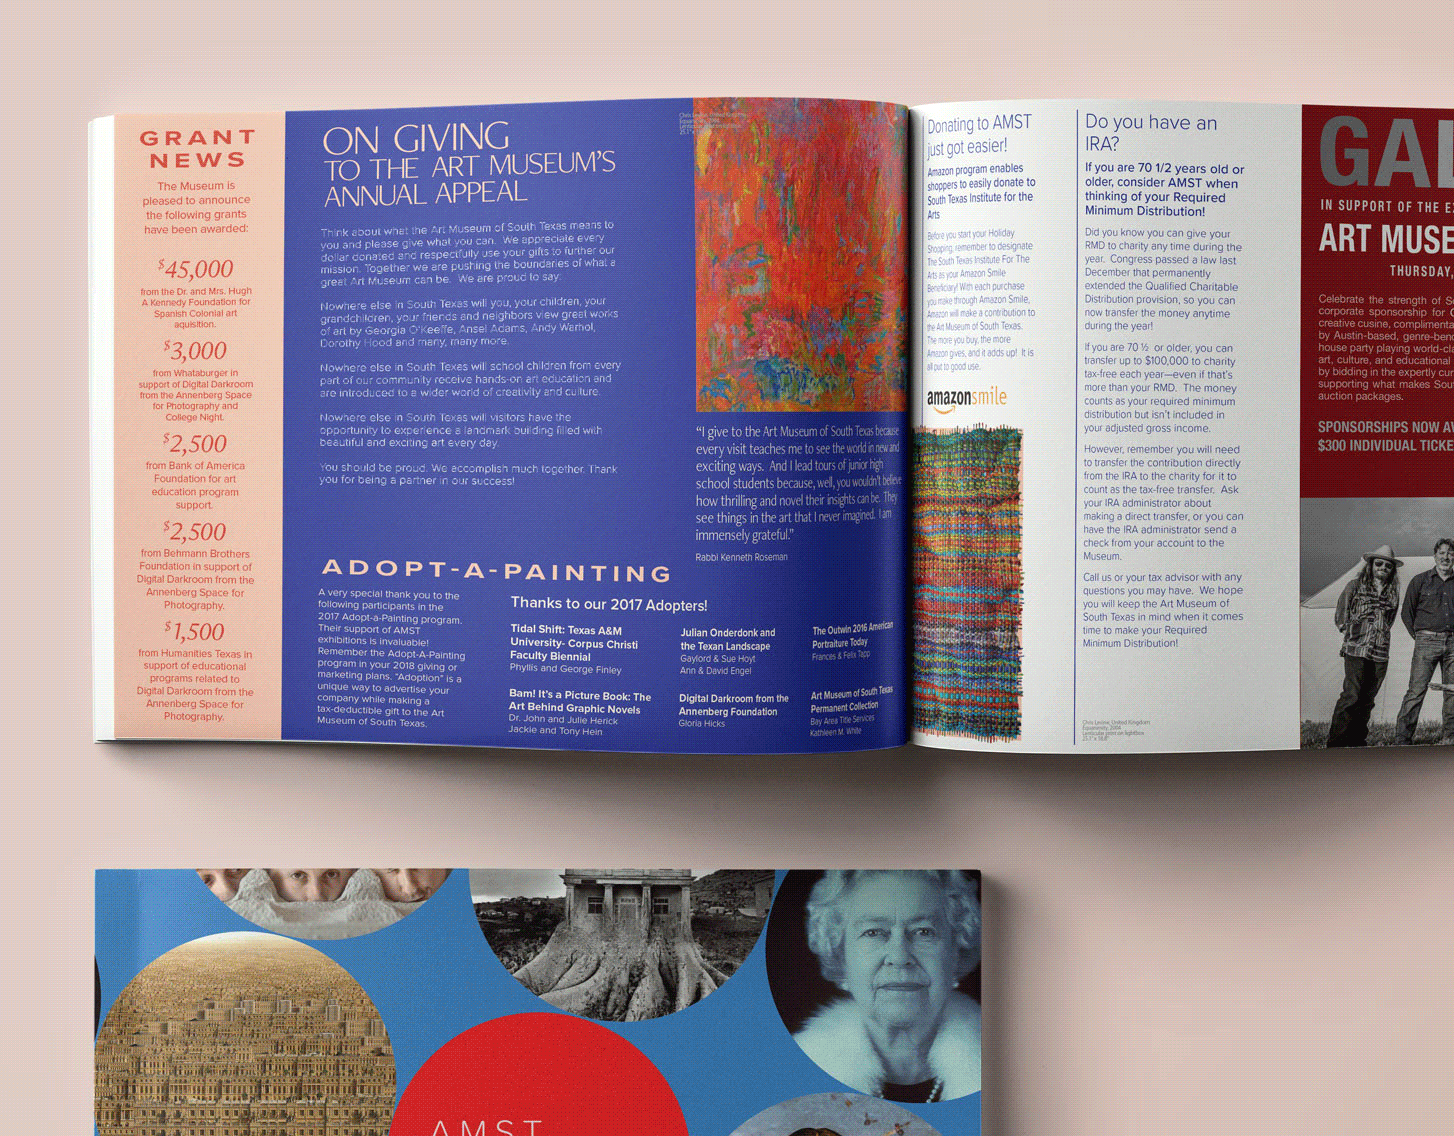 GRANT
NEWS
The Museum is
pleased to announce
the following grants
have been awarded:
$45,000
from the Dr. and Mrs. Hugh
A Kennedy Foundation for
Spanish Colonial art
aquisition.
$3,000
from Whataburger in
support of Digital Darkroom
from the Annenberg Space
for Photography and
College Night.
$2,500
from Bank of America
Foundation for art
education program
support.
$2,500
from Behmann Brothers
Foundation in support of
Digital Darkroom from the
Annenberg Space for
Photography.
$1,500
from Humanities Texas in
support of educational
programs related to
Digital Darkroom from the
Annenberg Space for
Photography.
ON GIVING
TO THE ART MUSEUM'S
ANNUAL APPEAL
Think about what the Art Museum of South Texas means to
you and please give what you can. We appreciate every
dollar donated and respectfully use your gifts to further our
mission. Together we are pushing the boundaries of what a
great Art Museum can be. We are proud to say:
Nowhere else in South Texas will you, your children, your
grandchildren, your friends and neighbors view great works
of art by Georgia O'Keeffe, Ansel Adams, Andy Warhol,
Dorothy Hood and many, many more.
Nowhere else in South Texas will school children from every
part of our community receive hands-on art education and
are introduced to a wider world of creativity and culture.
Nowhere else in South Texas will visitors have the
opportunity to experience a landmark building filled with
beautiful and exciting art every day.
You should be proud. We accomplish much together. Thank
you for being a partner in our success!
Chris Levine, United Kingdom
Equanimity, 2004
Lenticular print on lightbox
"I give to the Art Museum of South Texas because
every visit teaches me to see the world in new and
exciting ways. And I lead tours of junior high
school students because, well, you wouldn't believe
how thrilling and novel their insights can be. They
see things in the art that I never imagined. I am
immensely grateful."
Rabbi Kenneth Roseman
ADOPT-A-PAINTING
A very special thank you to the
following participants in the
2017 Adopt-a-Painting program.
Their support of AMST
exhibitions is invaluable!
Remember the Adopt-A-Painting
program in your 2018 giving or
marketing plans. "Adoption" is a
unique way to advertise your
company while making a
tax-deductible gift to the Art
Museum of South Texas.
Thanks to our 2017 Adopters!
Tidal Shift: Texas A&M
University- Corpus Christi
Faculty Biennial
Phyllis and George Finley
Bam! It's a Picture Book: The
Art Behind Graphic Novels
Dr. John and Julie Herick
Jackie and Tony Hein
Julian Onderdonk and
the Texan Landscape
Gaylord & Sue Hoyt
Ann & David Engel
Digital Darkroom from the
Annenberg Foundation
Gloria Hicks
The Outwin 2016 American
Portraiture Today
Frances & Felix Tapp
Art Museum of South Texas
Permanent Collection
Bay Area Title Services
Kathleen M. White
Donating to AMST
just got easier!
Amazon program enables
shoppers to easily donate to
South Texas Institute for the
Arts
Before you start your Holiday
Shopping, remember to designate
The South Texas Institute For The
Arts as your Amazon Smile
Beneficiary! With each purchase
you make through Amazon Smile,
Amazon will make a contribution to
the Art Museum of South Texas.
The more you buy, the more
Amazon gives, and it adds up! It is
all put to good use.
amazonsmile
Do you have an
IRA?
If you are 70 1/2 years old or
older, consider AMST when
thinking of your Required
Minimum Distribution!
Did you know you can give your
RMD to charity any time during the
year. Congress passed a law last
December that permanently
extended the Qualified Charitable
Distribution provision, so you can
now transfer the money anytime
during the year!
If you are 70 ½ or older, you can
transfer up to $100,000 to charity
tax-free each year—even if that's
more than your RMD. The money
counts as your required minimum
distribution but isn't included in
your adjusted gross income.
However, remember you will need
to transfer the contribution directly
from the IRA to the charity for it to
count as the tax-free transfer. Ask
your IRA administrator about
making a direct transfer, or you can
have the IRA administrator send a
check from your account to the
Museum.
Call us or your tax advisor with any
questions you may have. We hope
you will keep the Art Museum of
South Texas in mind when it comes
time to make your Required
Minimum Distribution!
Chris Levine, United Kingdom
Equanimity, 2004
Lenticular print on lightbox
GAL
IN SUPPORT OF THE E
ART MUSE
THURSDAY,
Celebrate the strength of S
corporate sponsorship for
creative cusine, complimenta
by Austin-based, genre-bend
house party playing world-cla
art, culture, and educational
by bidding in the expertly cur
supporting what makes Sou
auction packages.
SPONSORSHIPS NOW AV
$300 INDIVIDUAL TICKE
AMST